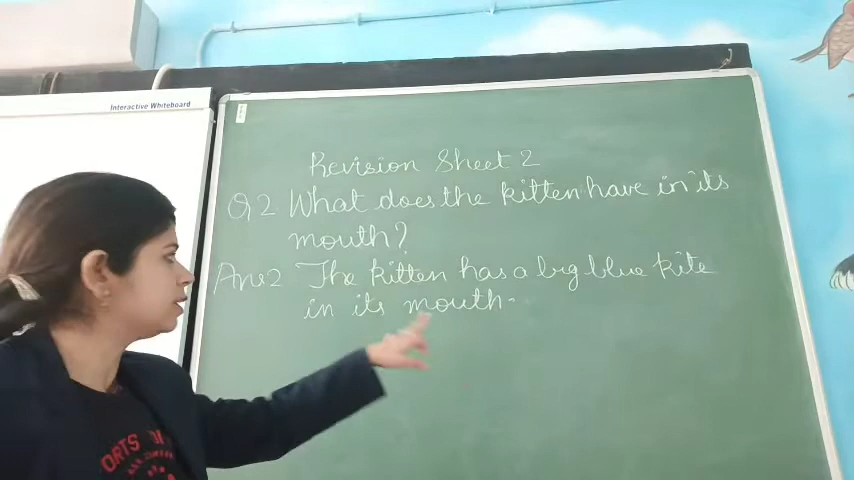 Interactive Whiteboard
Revision Sheet 2
Q2 What does the kitten have in its
mouth?
Ans2 The kitten has a big blue kite
in its mouth.
ORTS